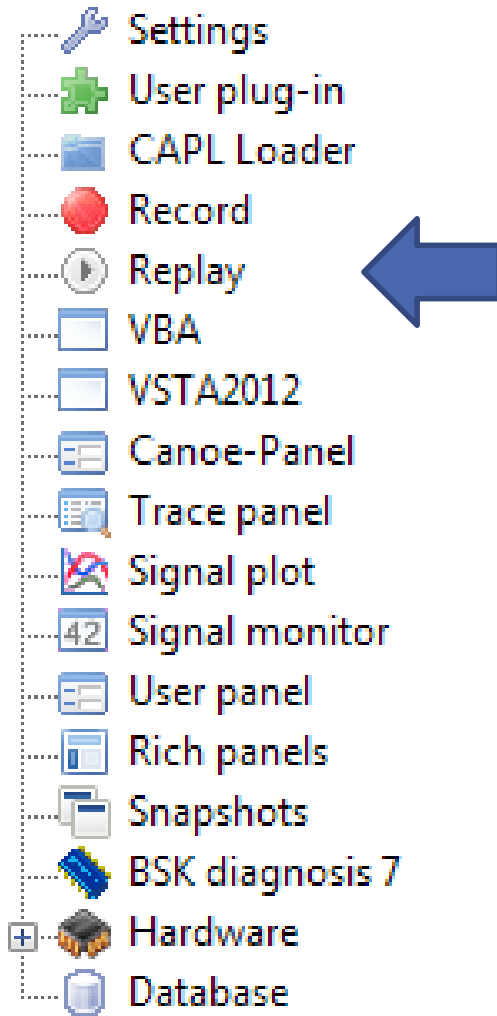 Settings
User plug-in
CAPL Loader
Record
Replay
VBA
VSTA2012
Canoe-Panel
Trace panel
Signal plot
42 Signal monitor
User panel
Rich panels
Snapshots
BSK diagnosis 7
Hardware
Database